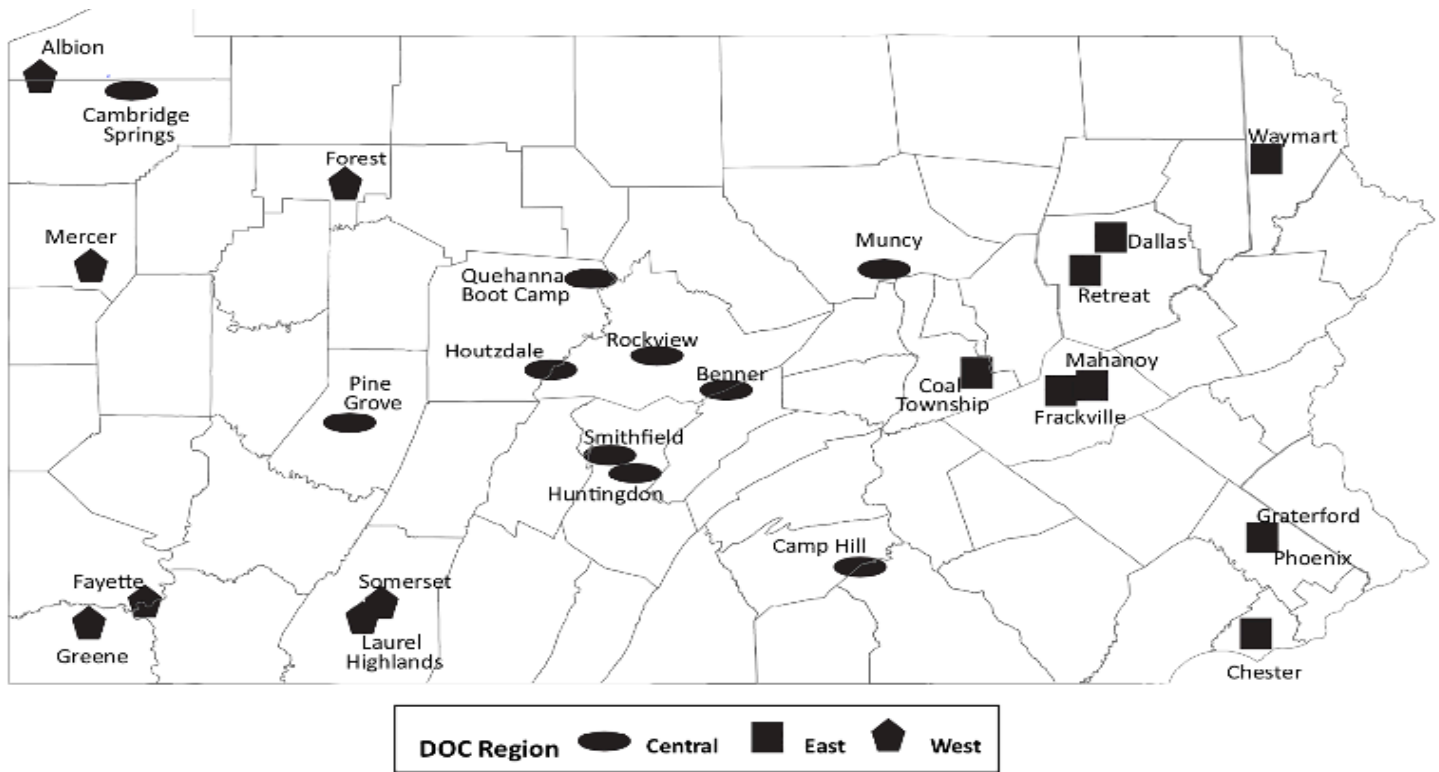 Albion
Cambridge
Springs
Forest
Waymart
Mercer
Muncy
Dallas
Quehanna
Boot Camp
Retreat
Rockview
Houtzdale
Benner
Mahanoy
Coal
Township
Frackville
Pine
Grove
Smithfield
Huntingdon
Graterford
Phoenix
Camp Hill
Fayette
Somerset
Greene
Laurel
Highlands
Chester
DOC Region Central East West